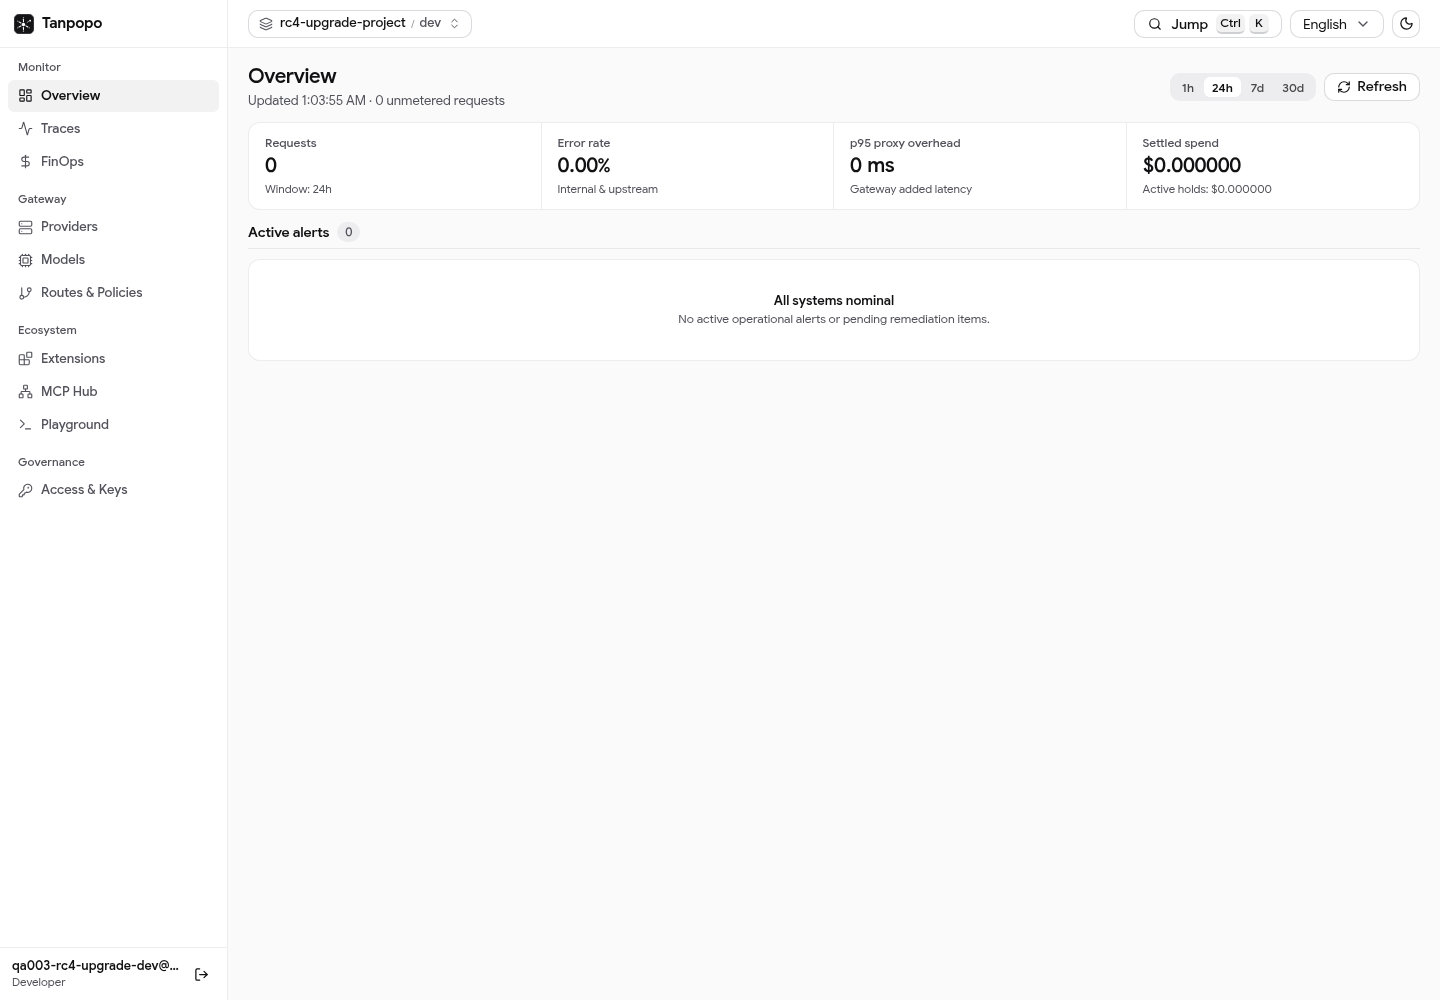 Tanpopo
rc4-upgrade-project / dev
Jump Ctrl K
English
Monitor
Overview
Traces
FinOps
Gateway
Providers
Models
Routes & Policies
Ecosystem
Extensions
MCP Hub
Playground
Governance
Access & Keys
qa003-rc4-upgrade-dev@...
Developer
Overview
Updated 1:03:55 AM · 0 unmetered requests
1h 24h 7d 30d
Refresh
Requests
0
Window: 24h
Error rate
0.00%
Internal & upstream
p95 proxy overhead
0 ms
Gateway added latency
Settled spend
$0.000000
Active holds: $0.000000
Active alerts 0
All systems nominal
No active operational alerts or pending remediation items.